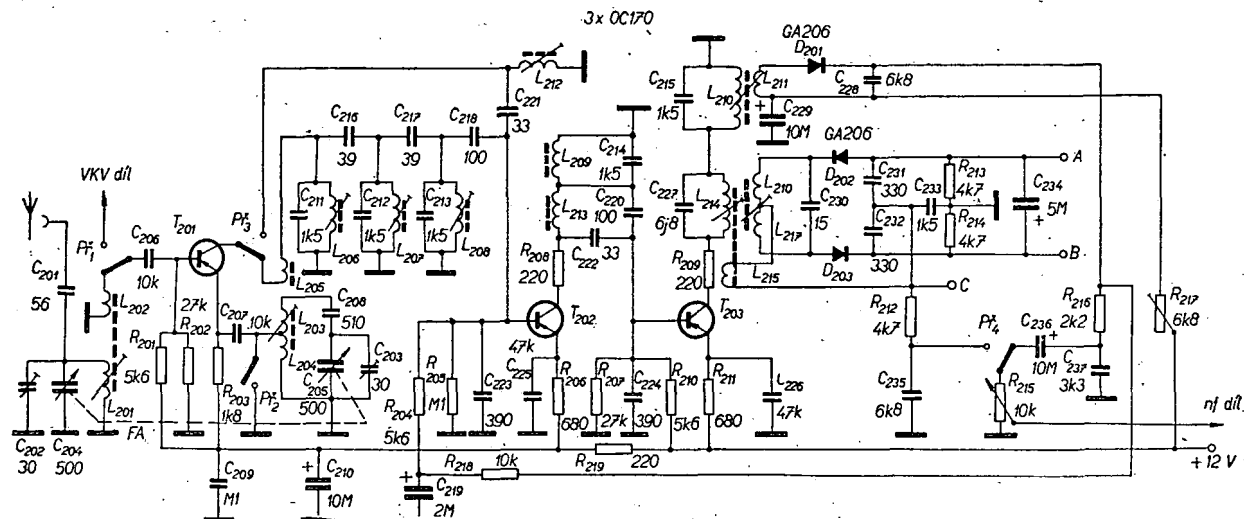 3x OC170
GA206
D201
L212
C215
1k5
L210
L211
C228
6k8
C229
10M
C221
33
C216
39
C217
39
C218
100
GA206
D202
A
L209
C214
1k5
VKV díl
C211
1k5
C212
1k5
C213
1k5
L206
L207
L208
C220
100
L213
C227
6j8
L214
L210
L217
C230
15
C231
330
C232
330
C233
1k5
R213
4k7
R214
4k7
C234
5M
+
T201
Př3
Př1
C206
10k
C222
33
R208
220
R209
220
L215
D203
B
C
L205
C201
56
L202
27k
R202
C207
10k
L203
C208
510
L204
C203
30
C205
500
T202
47k
T203
R212
4k7
Př4
C236
10M
+
R216
2k2
R217
6k8
R201
5k6
R203
1k8
Př2
R205
M1
R204
5k6
C223
390
C225
R206
680
R207
27k
C224
390
R210
5k6
R211
680
C226
47k
C235
6k8
R215
10k
C237
3k3
nf díl
L201
FA
C202
30
C204
500
R219
220
+12 V
C209
M1
+
C210
10M
+
C219
2M
R218
10k